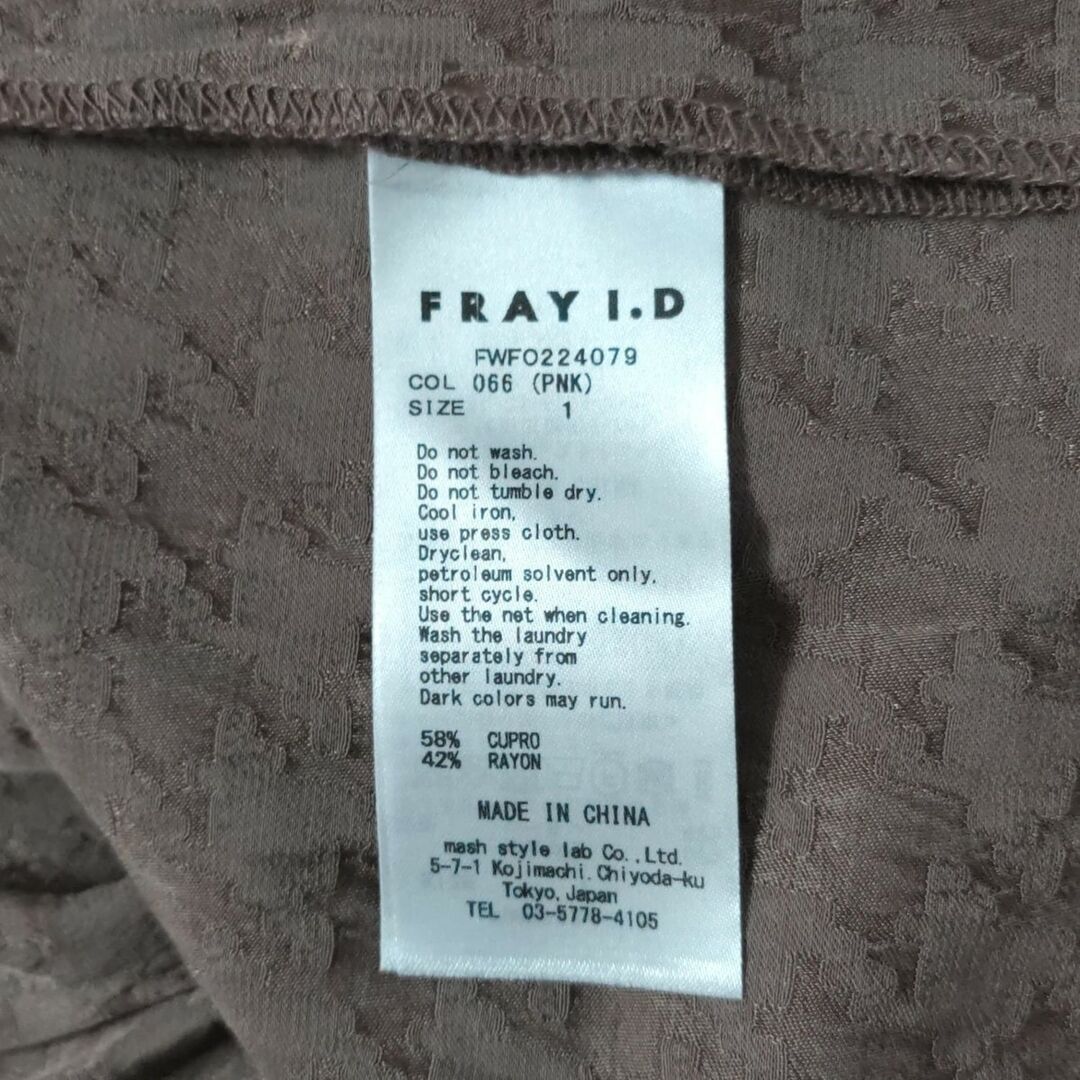 FRAY I.D
FWFO224079
COL 066 (PNK)
SIZE 1
Do not wash.
Do not bleach.
Do not tumble dry.
Cool iron,
use press cloth.
Dryclean,
petroleum solvent only,
short cycle.
Use the net when cleaning.
Wash the laundry
separately from
other laundry.
Dark colors may run.
58% CUPRO
42% RAYON
MADE IN CHINA
mash style lab Co.,Ltd.
5-7-1 Kojimachi.Chiyoda-ku
Tokyo,Japan
TEL 03-5778-4105